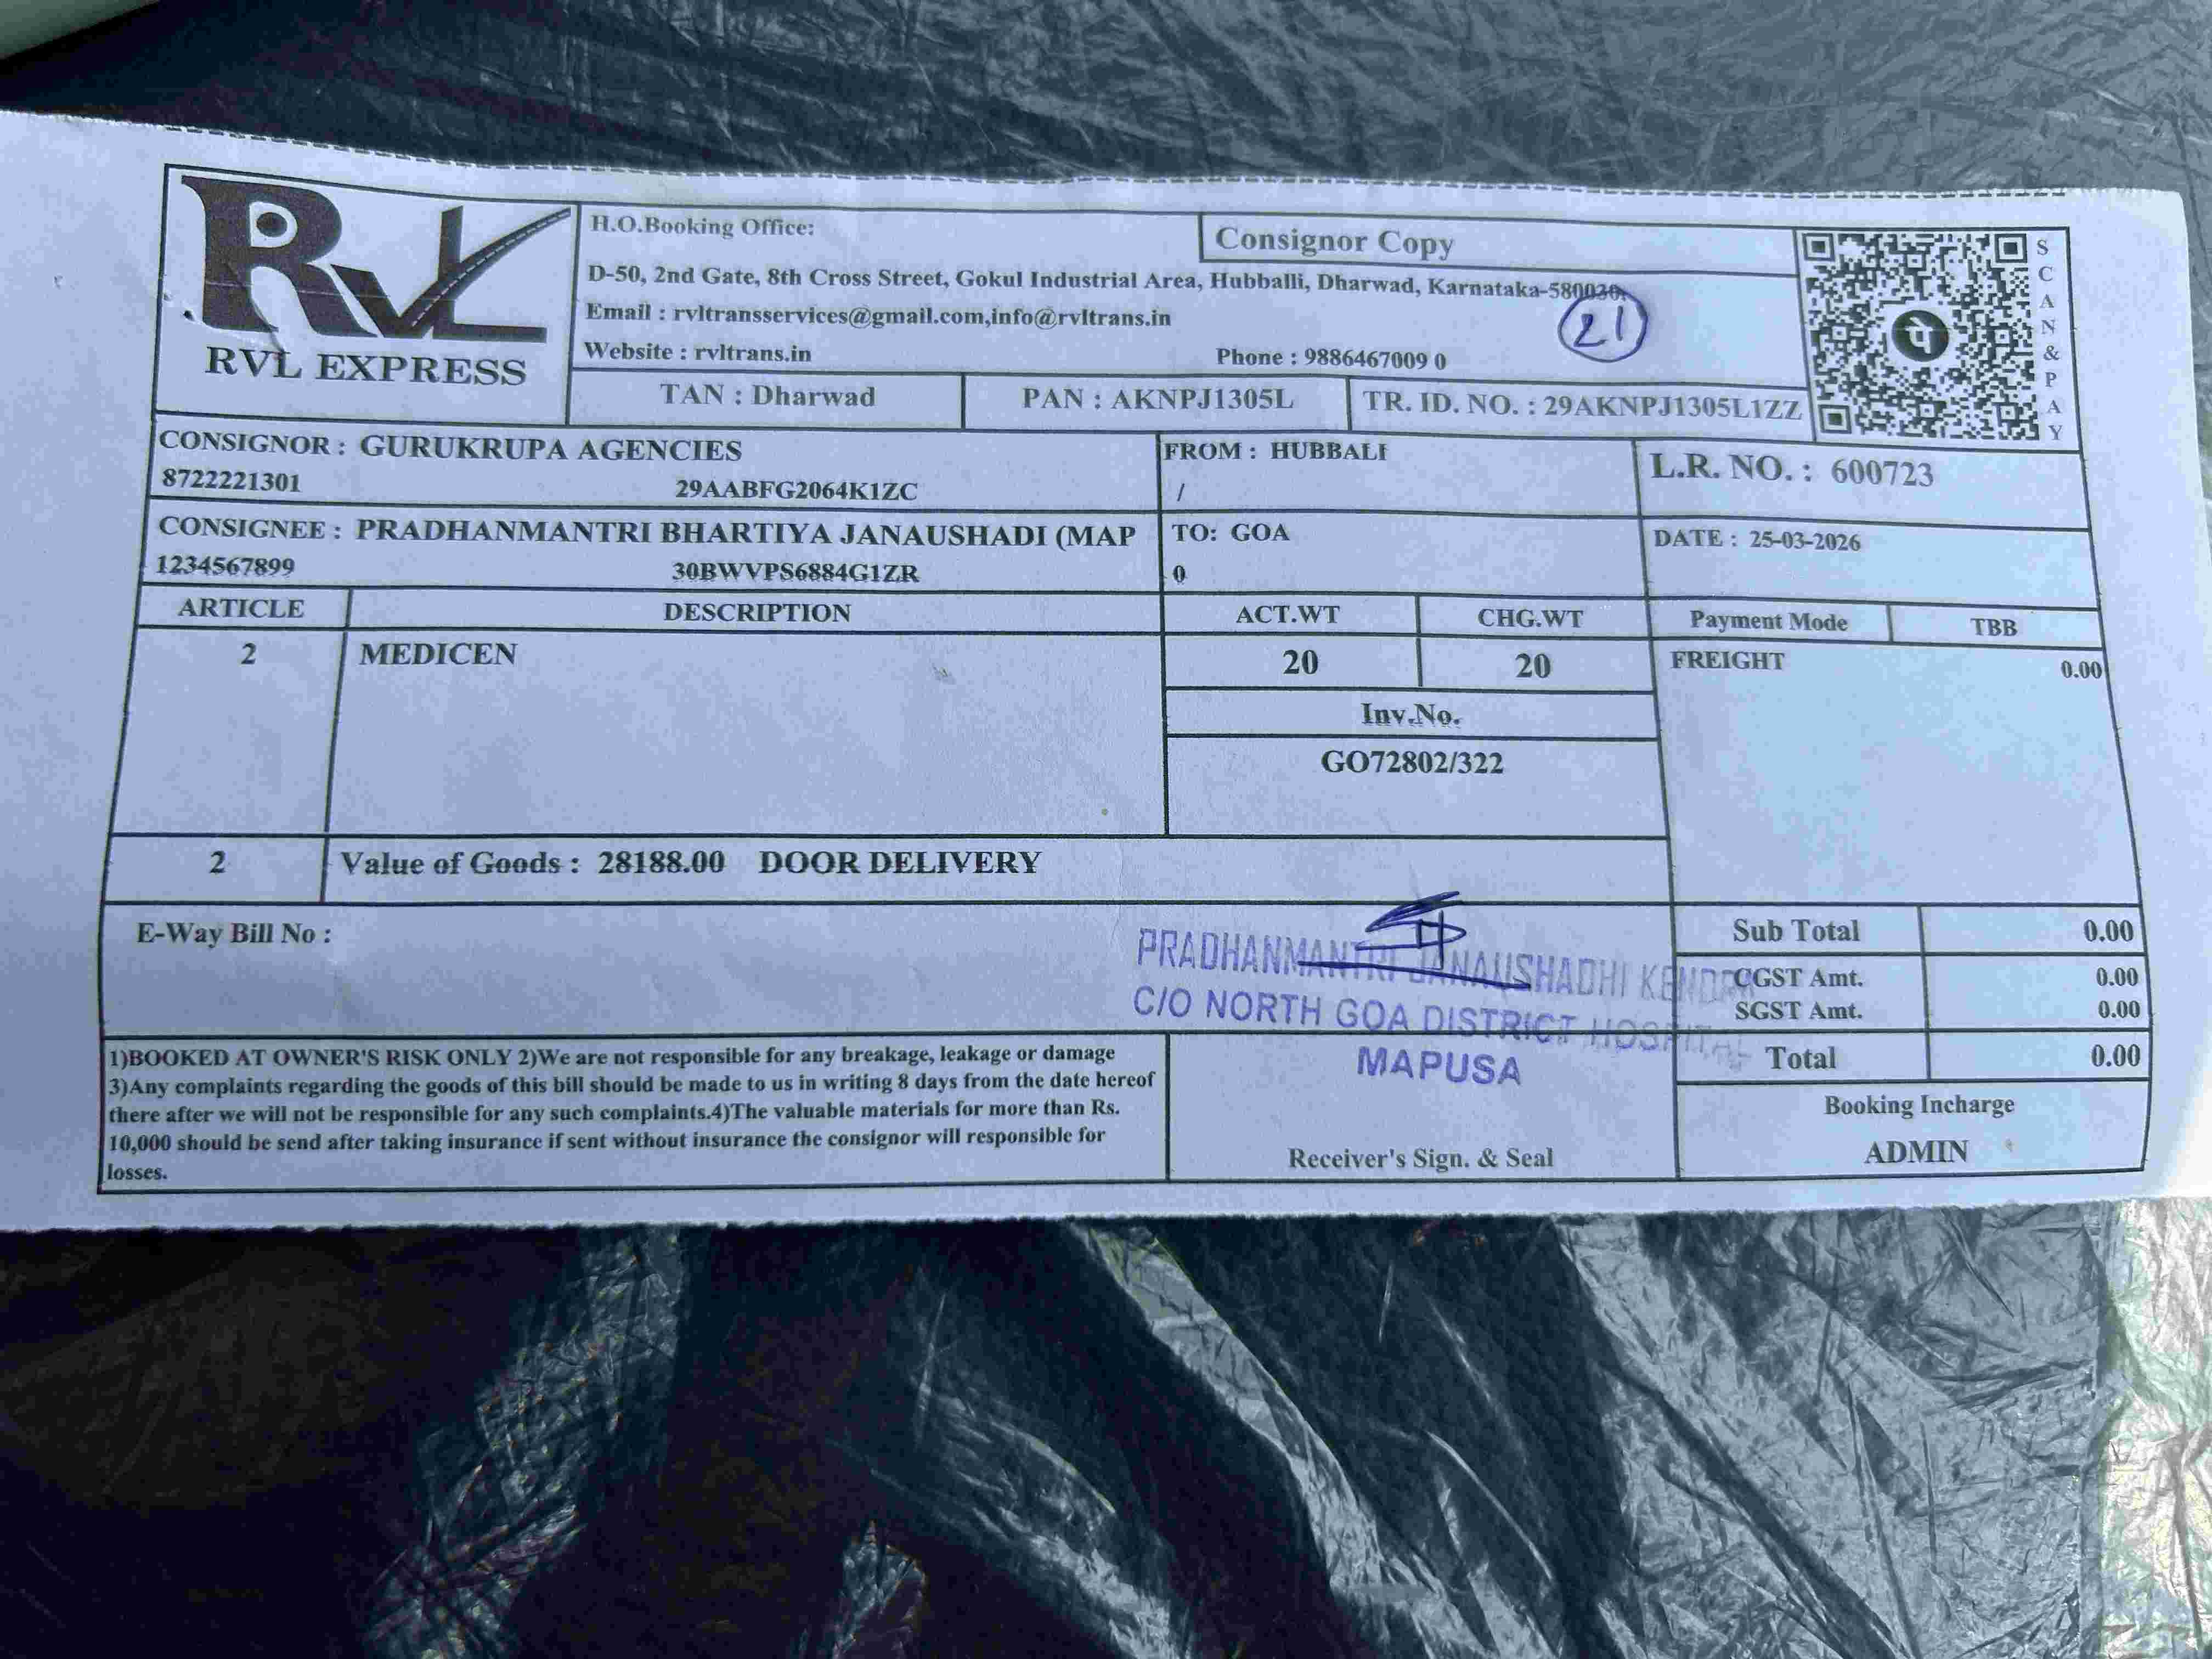 RVL
RVL EXPRESS
H.O.Booking Office:
Consignor Copy
D-50, 2nd Gate, 8th Cross Street, Gokul Industrial Area, Hubballi, Dharwad, Karnataka-580030.
Email : rvltransservices@gmail.com,info@rvltrans.in
21
Website : rvltrans.in
Phone : 9886467009 0
TAN : Dharwad
PAN : AKNPJ1305L
TR. ID. NO. : 29AKNPJ1305L1ZZ
पे
SCAN&PAY
CONSIGNOR : GURUKRUPA AGENCIES
8722221301 29AABFG2064K1ZC
FROM : HUBBALI
/
L.R. NO. : 600723
CONSIGNEE : PRADHANMANTRI BHARTIYA JANAUSHADI (MAP
1234567899 30BWVPS6884G1ZR
TO: GOA
0
DATE : 25-03-2026
ARTICLE DESCRIPTION ACT.WT CHG.WT Payment Mode TBB
2 MEDICEN 20 20 FREIGHT 0.00
Inv.No.
GO72802/322
2 Value of Goods : 28188.00 DOOR DELIVERY
E-Way Bill No :
PRADHANMANTRI JANAUSHADHI KENDRA
C/O NORTH GOA DISTRICT HOSPITAL
MAPUSA
Sub Total 0.00
CGST Amt. 0.00
SGST Amt. 0.00
Total 0.00
1)BOOKED AT OWNER'S RISK ONLY 2)We are not responsible for any breakage, leakage or damage
3)Any complaints regarding the goods of this bill should be made to us in writing 8 days from the date hereof
there after we will not be responsible for any such complaints.4)The valuable materials for more than Rs.
10,000 should be send after taking insurance if sent without insurance the consignor will responsible for
losses.
Receiver's Sign. & Seal
Booking Incharge
ADMIN